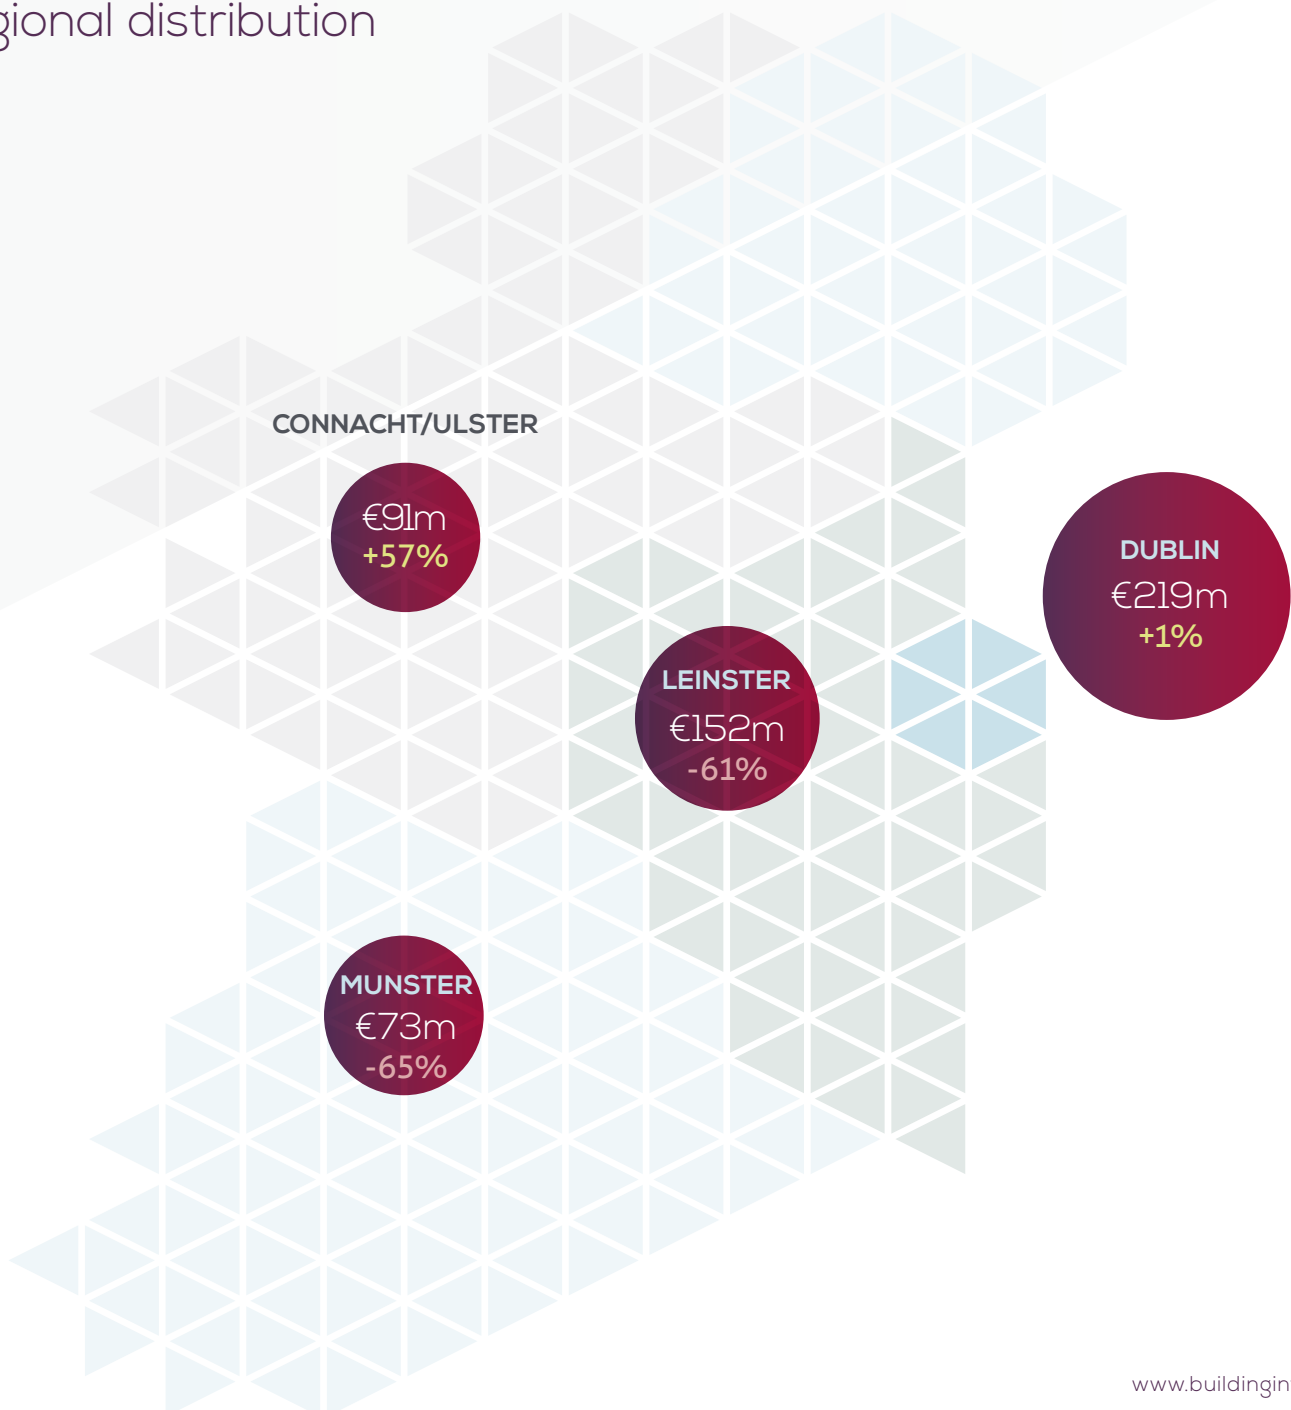 gional distribution
CONNACHT/ULSTER
€91m
+57%
DUBLIN
€219m
+1%
LEINSTER
€152m
-61%
MUNSTER
€73m
-65%
www.buildingin